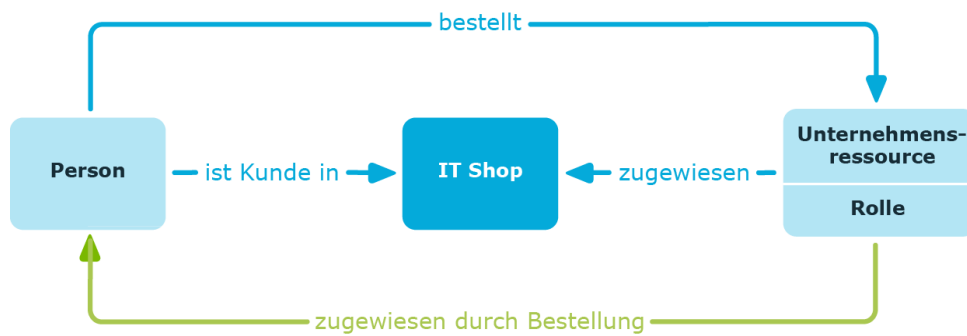 bestellt
Person
ist Kunde in
IT Shop
zugewiesen
Unternehmens-
ressource
Rolle
zugewiesen durch Bestellung